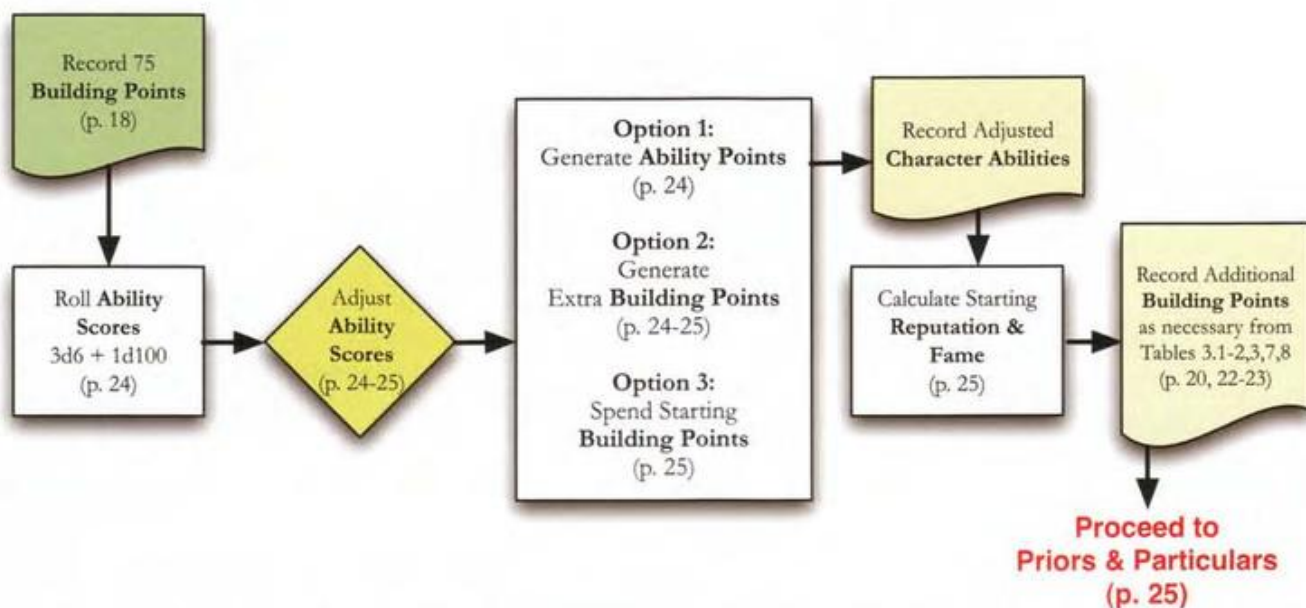 Record 75
Building Points
(p. 18)
Roll Ability
Scores
3d6 + 1d100
(p. 24)
Adjust
Ability
Scores
(p. 24-25)
Option 1:
Generate Ability Points
(p. 24)
Option 2:
Generate
Extra Building Points
(p. 24-25)
Option 3:
Spend Starting
Building Points
(p. 25)
Record Adjusted
Character Abilities
Calculate Starting
Reputation &
Fame
(p. 25)
Record Additional
Building Points
as necessary from
Tables 3.1-2,3,7,8
(p. 20, 22-23)
Proceed to
Priors & Particulars
(p. 25)